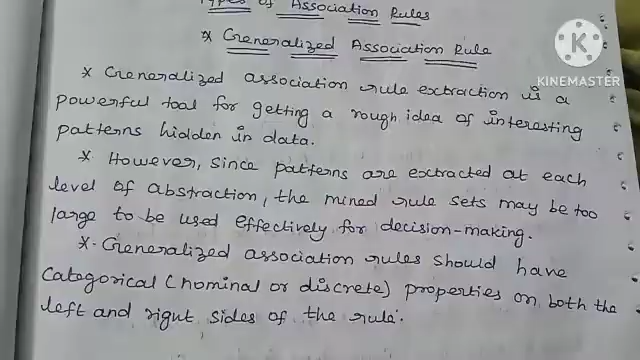 Types of Association Rules
* Generalized Association Rule
KINEMASTER
* Generalized association rule extraction is a
powerful tool for getting a rough idea of interesting
patterns hidden in data.
* However, since patterns are extracted at each
level of abstraction, the mined rule sets may be too
large to be used effectively for decision-making.
* Generalized association rules should have
Categorical (nominal or discrete) properties on both the
left and right sides of the rule.